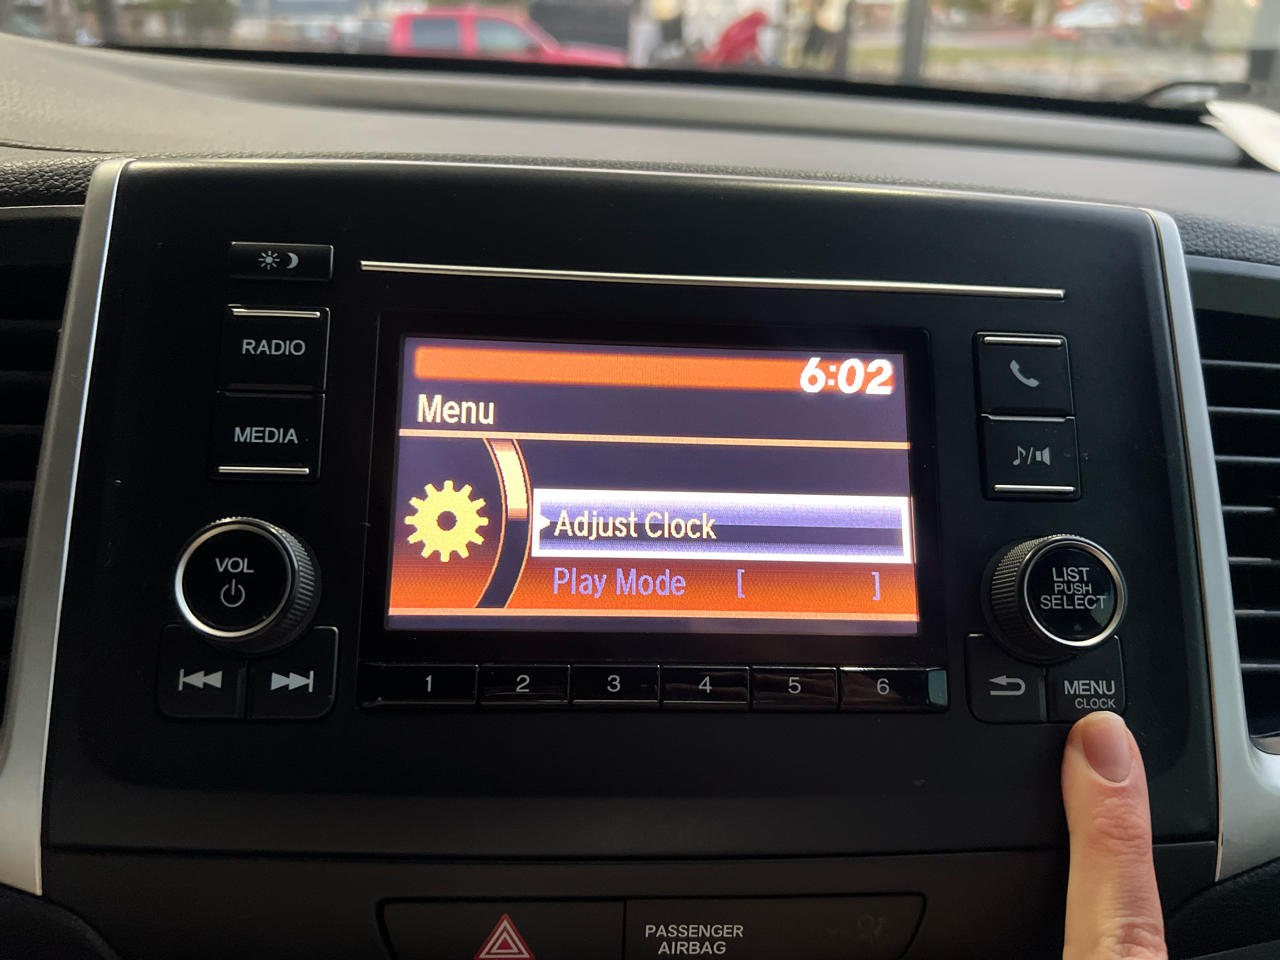 RADIO
MEDIA
VOL
6:02
Menu
Adjust Clock
Play Mode [ ]
1 2 3 4 5 6
LIST
PUSH
SELECT
MENU
CLOCK
PASSENGER
AIRBAG